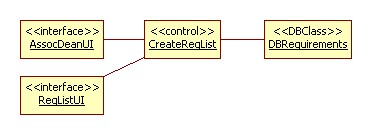 <<interface>>
AssocDeanUI
<<control>>
CreateReqList
<<DBClass>>
DBRequirements
<<interface>>
ReqListUI